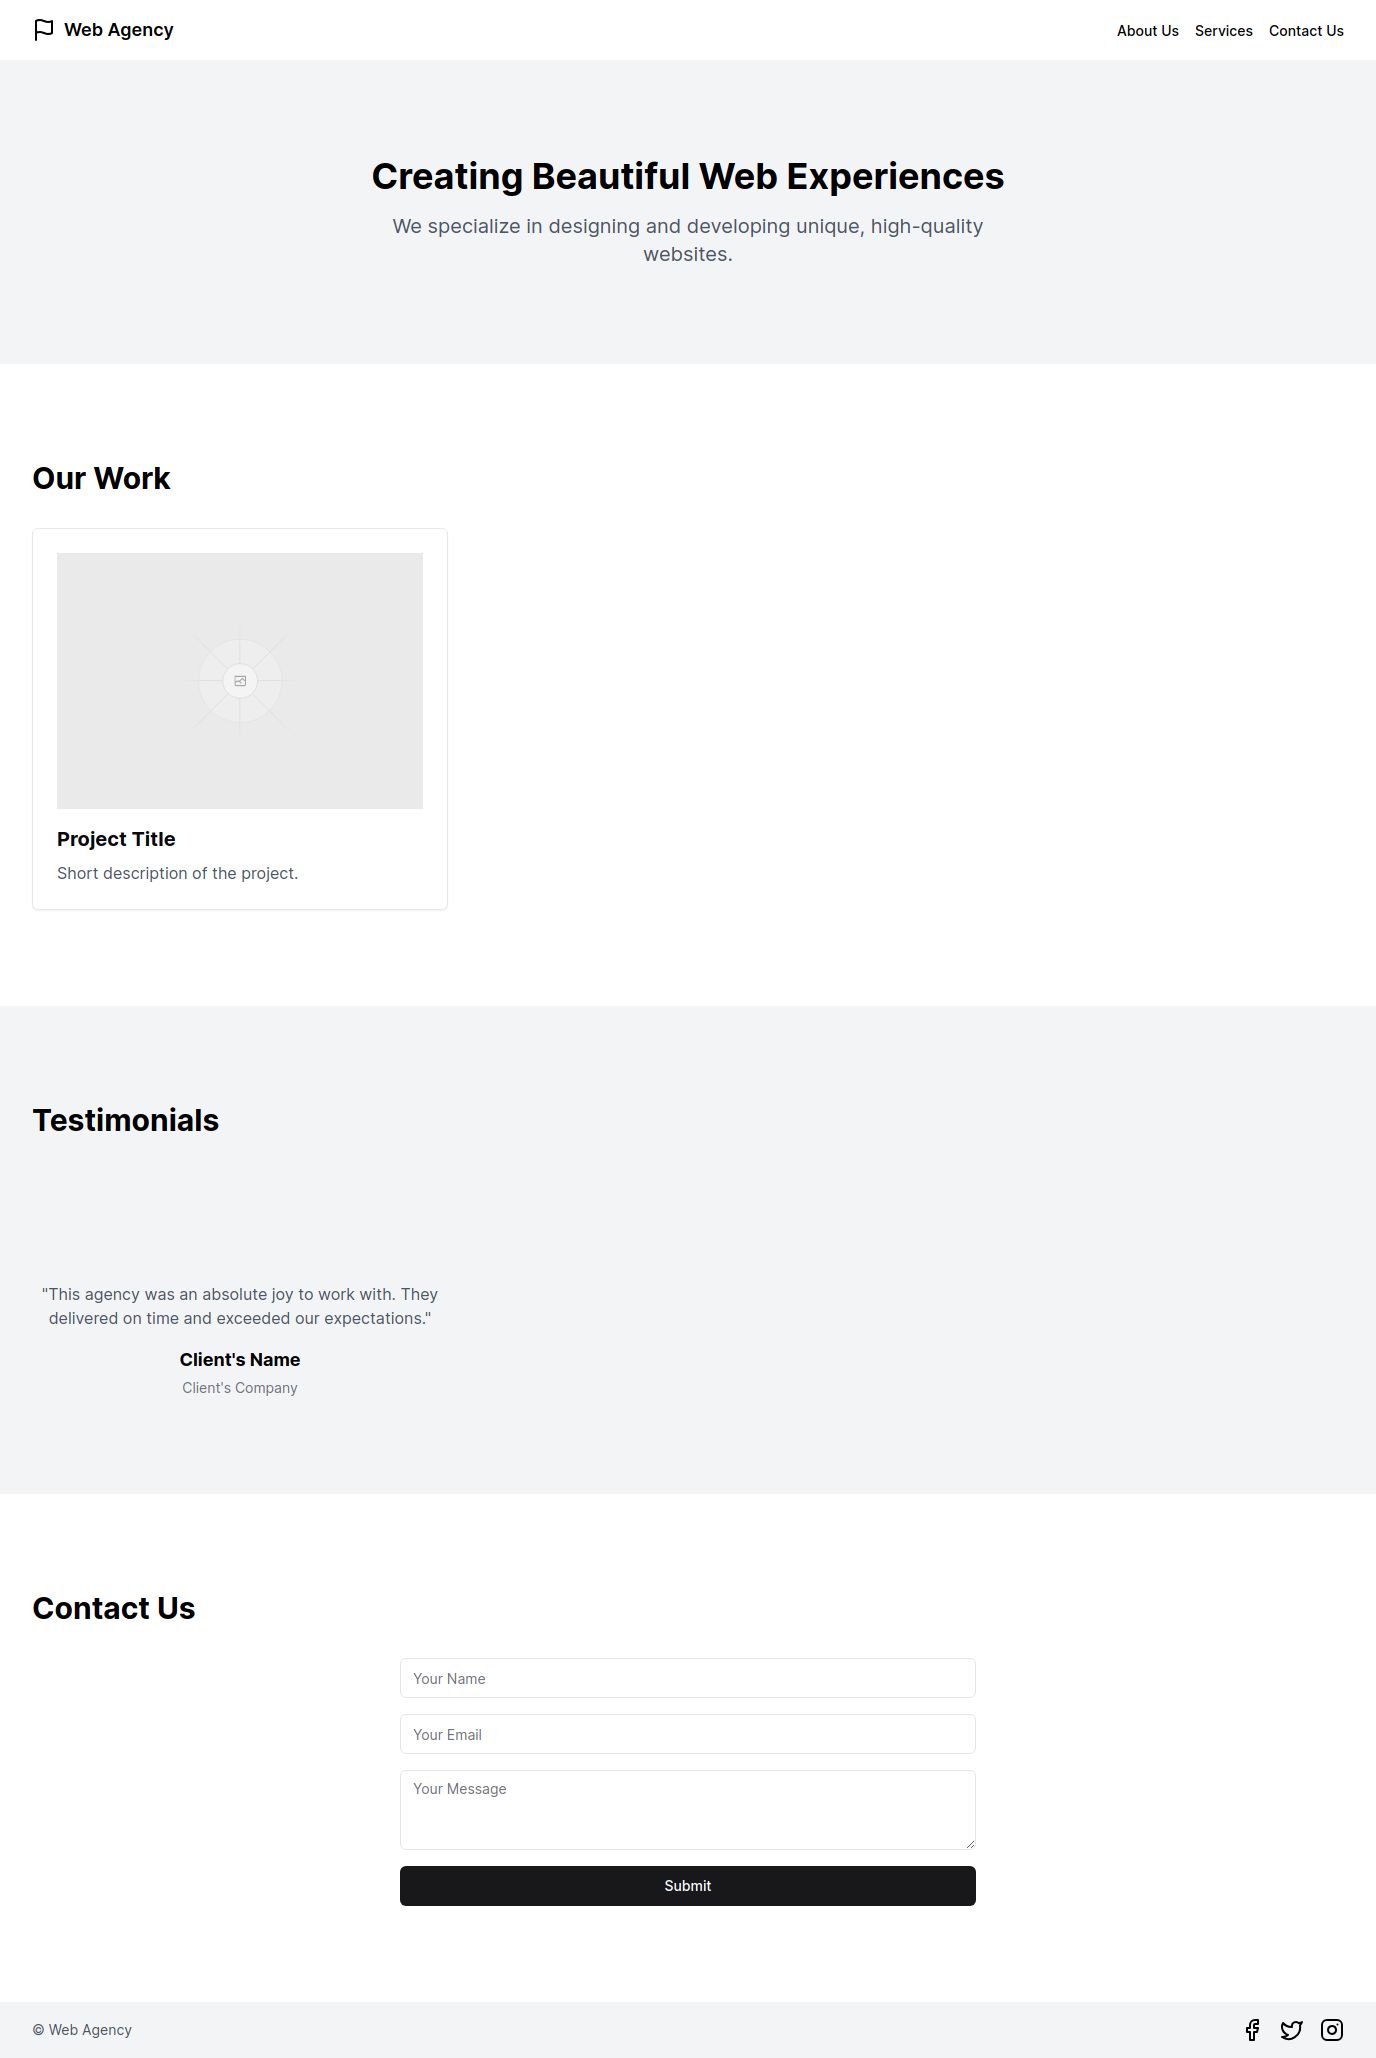 Web Agency
About Us Services Contact Us
Creating Beautiful Web Experiences
We specialize in designing and developing unique, high-quality
websites.
Our Work
Project Title
Short description of the project.
Testimonials
"This agency was an absolute joy to work with. They
delivered on time and exceeded our expectations."
Client's Name
Client's Company
Contact Us
Your Name
Your Email
Your Message
Submit
© Web Agency